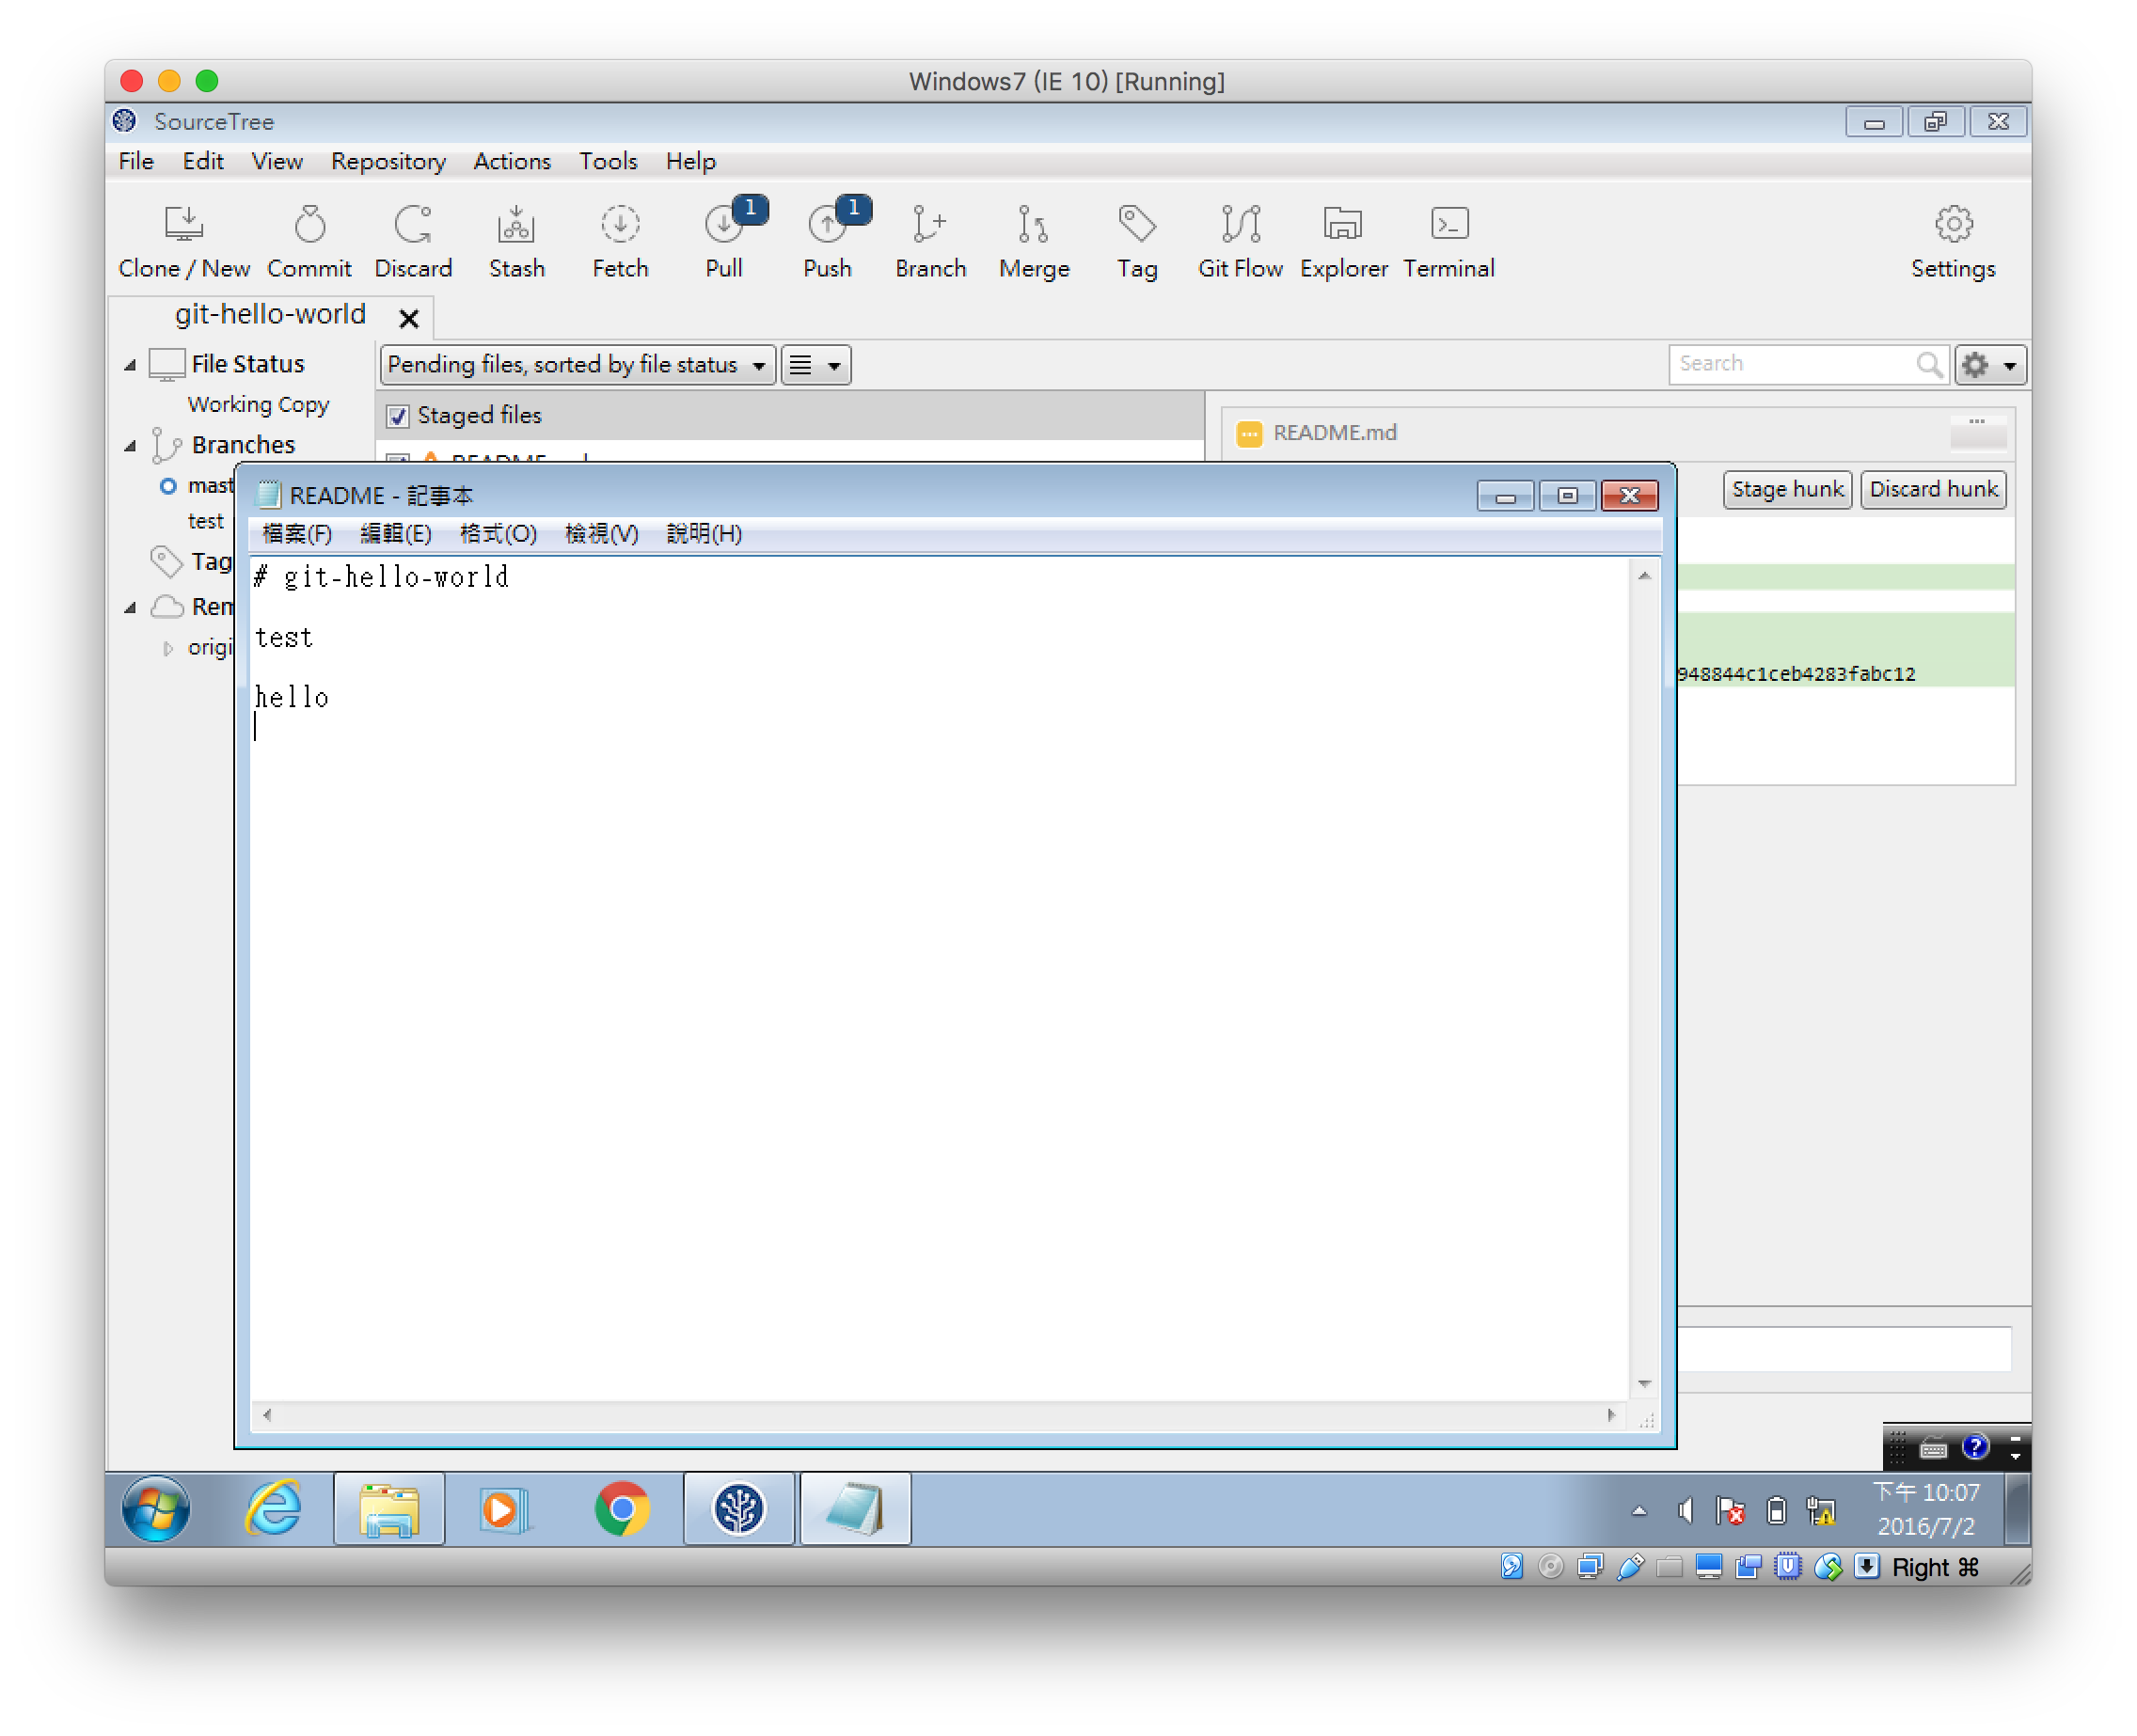 Windows7 (IE 10) [Running]
SourceTree
File Edit View Repository Actions Tools Help
1 1
Clone / New Commit Discard Stash Fetch Pull Push Branch Merge Tag Git Flow Explorer Terminal Settings
git-hello-world
File Status
Pending files, sorted by file status
Search
Working Copy
Staged files
README.md
Branches
Stage hunk Discard hunk
test
README - 記事本
檔案(F) 編輯(E) 格式(O) 檢視(V) 說明(H)
# git-hello-world
test
hello
948844c1ceb4283fabc12
下午 10:07
2016/7/2
Right ⌘